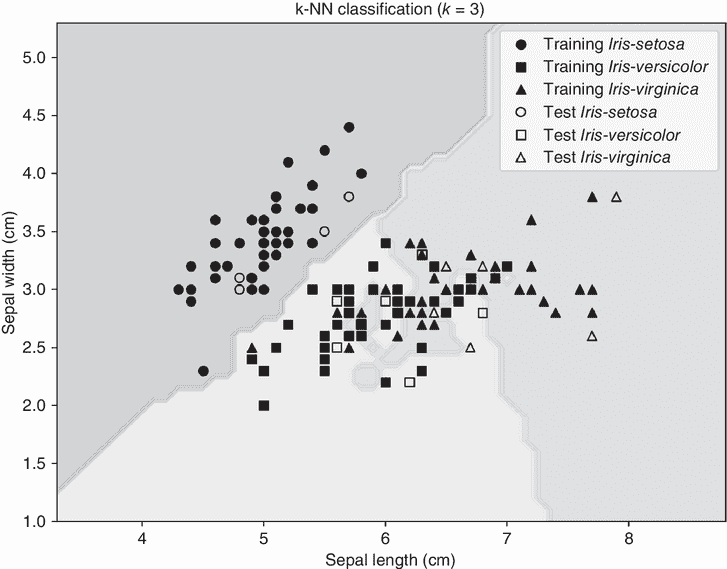 k-NN classification (k = 3)
Training Iris-setosa
Training Iris-versicolor
Training Iris-virginica
Test Iris-setosa
Test Iris-versicolor
Test Iris-virginica
Sepal width (cm)
5.0
4.5
4.0
3.5
3.0
2.5
2.0
1.5
1.0
4 5 6 7 8
Sepal length (cm)